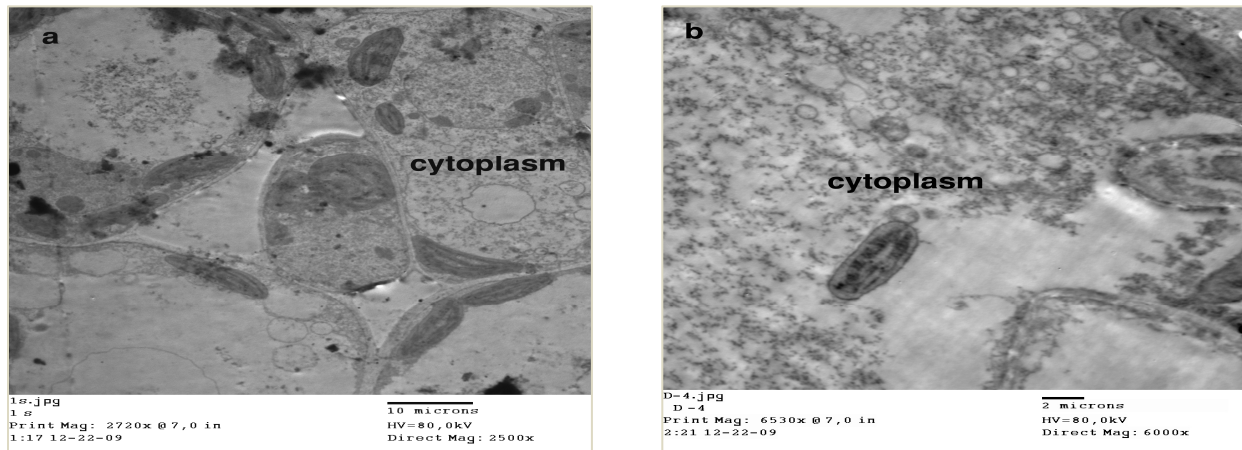 a
cytoplasm
1s.jpg
1 s
Print Mag: 2720x @ 7,0 in
1:17 12-22-09
10 microns
HV=80,0kV
Direct Mag: 2500x
b
cytoplasm
D-4.jpg
D -4
Print Mag: 6530x @ 7,0 in
2:21 12-22-09
2 microns
HV=80,0kV
Direct Mag: 6000x